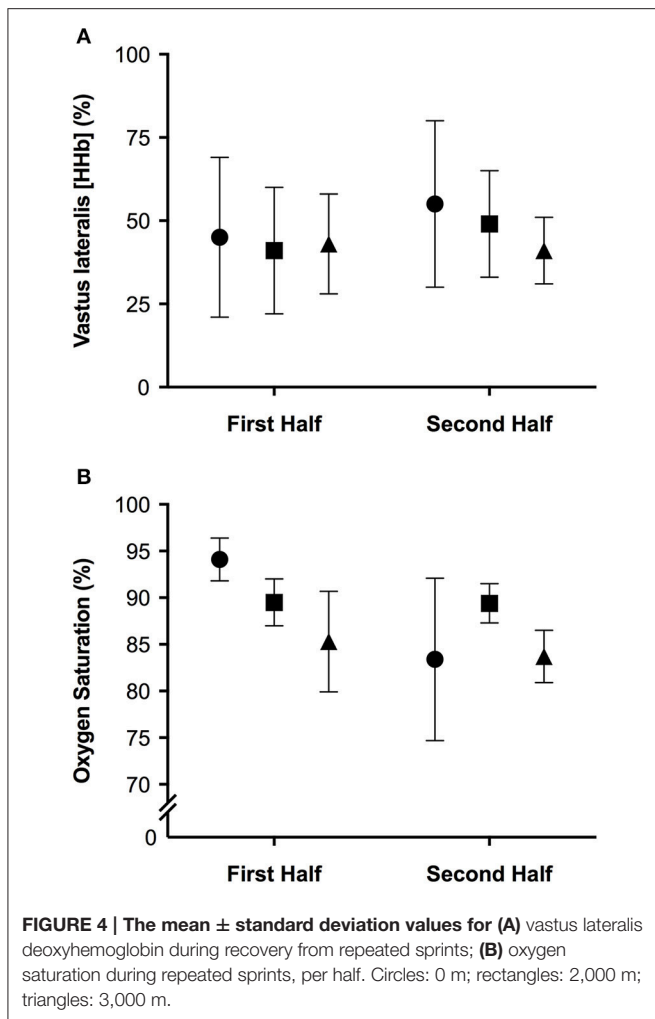 A
100
75
50
25
0
Vastus lateralis [HHb] (%)
First Half
Second Half
B
100
95
90
85
80
75
70
0
Oxygen Saturation (%)
First Half
Second Half
FIGURE 4 | The mean ± standard deviation values for (A) vastus lateralis
deoxyhemoglobin during recovery from repeated sprints; (B) oxygen
saturation during repeated sprints, per half. Circles: 0 m; rectangles: 2,000 m;
triangles: 3,000 m.